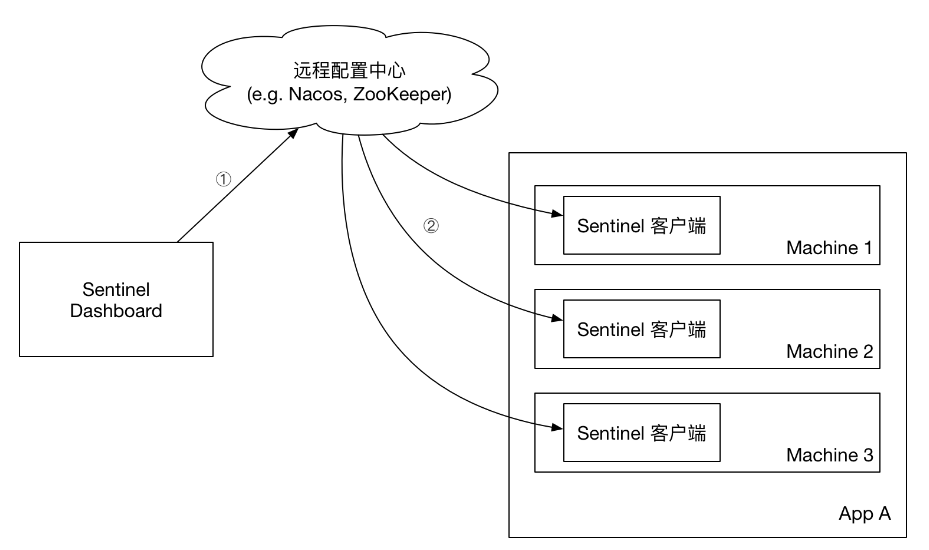 远程配置中心
(e.g. Nacos, ZooKeeper)
①
②
Sentinel
Dashboard
Sentinel 客户端
Machine 1
Sentinel 客户端
Machine 2
Sentinel 客户端
Machine 3
App A